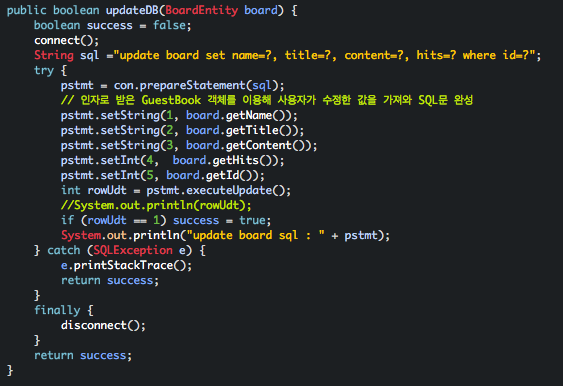 public boolean updateDB(BoardEntity board) {
boolean success = false;
connect();
String sql ="update board set name=?, title=?, content=?, hits=? where id=?";
try {
pstmt = con.prepareStatement(sql);
// 인자로 받은 GuestBook 객체를 이용해 사용자가 수정한 값을 가져와 SQL문 완성
pstmt.setString(1, board.getName());
pstmt.setString(2, board.getTitle());
pstmt.setString(3, board.getContent());
pstmt.setInt(4,  board.getHits());
pstmt.setInt(5, board.getId());
int rowUdt = pstmt.executeUpdate();
//System.out.println(rowUdt);
if (rowUdt == 1) success = true;
System.out.println("update board sql : " + pstmt);
} catch (SQLException e) {
e.printStackTrace();
return success;
}
finally {
disconnect();
}
return success;
}